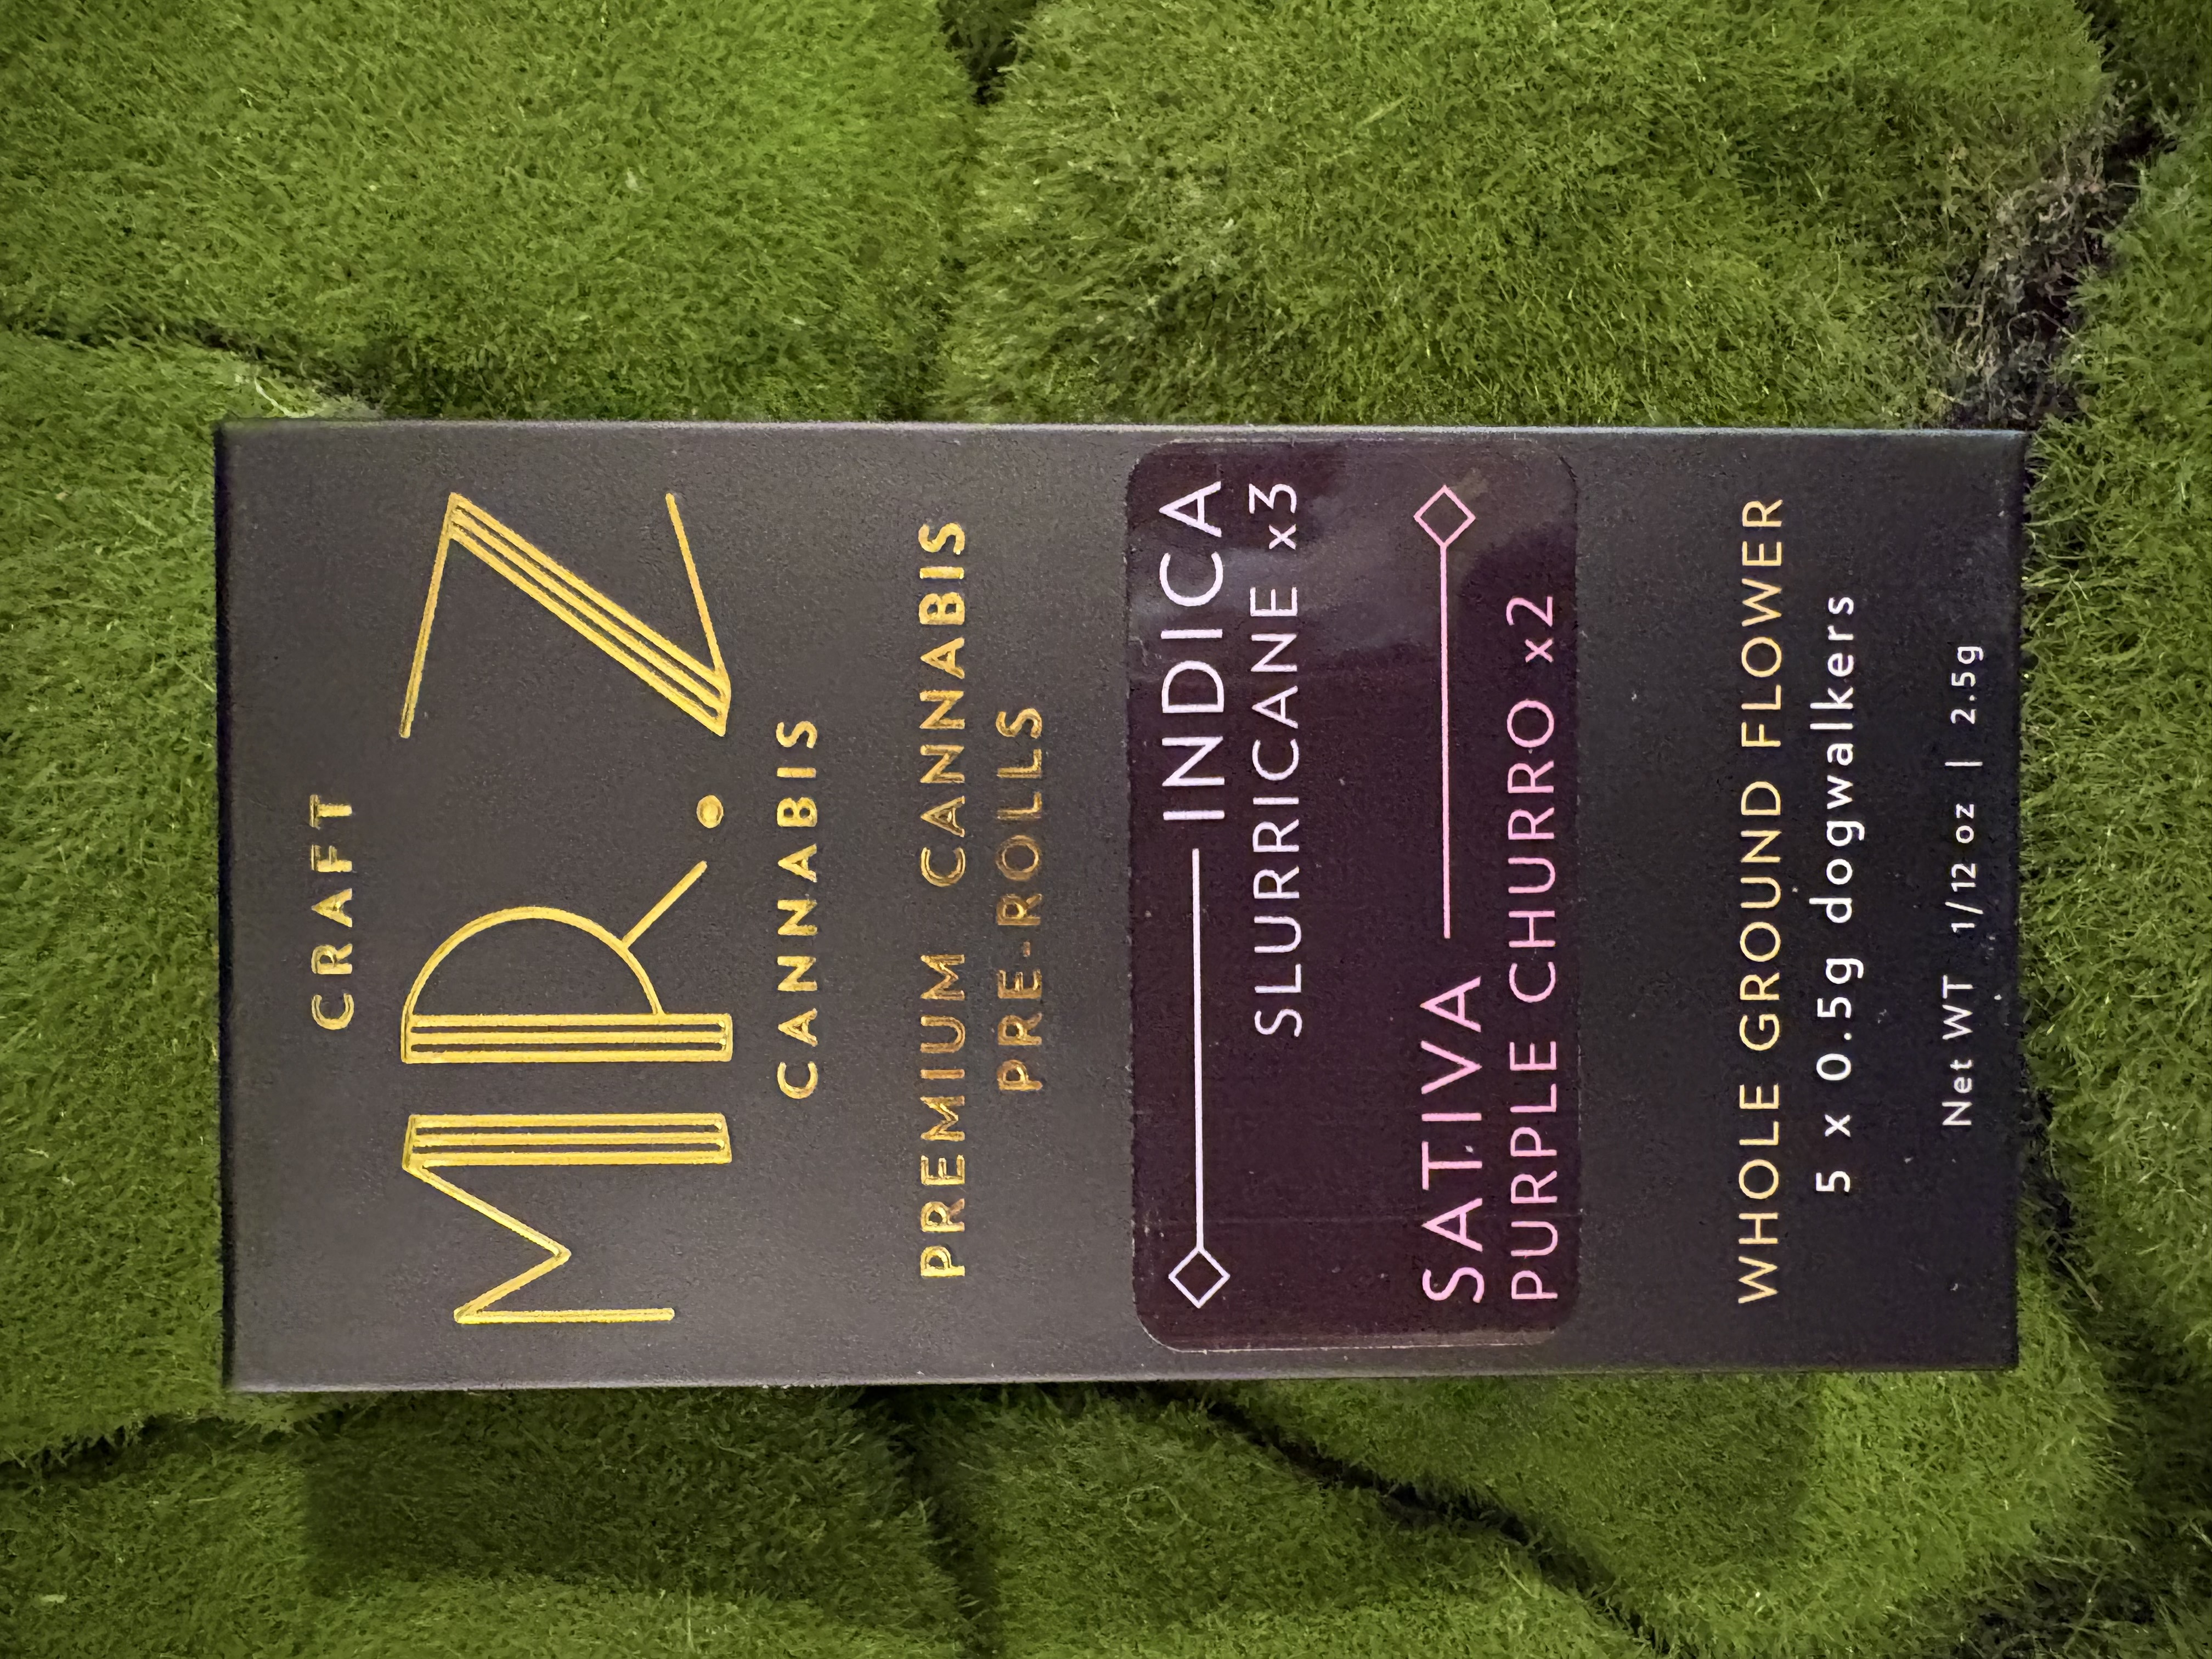 CRAFT
MR.Z
CANNABIS
PREMIUM CANNABIS
PRE-ROLLS
INDICA
SLURRICANE x3
SATIVA
PURPLE CHURRO x2
WHOLE GROUND FLOWER
5 x 0.5g dogwalkers
Net WT 1/12 oz | 2.5g